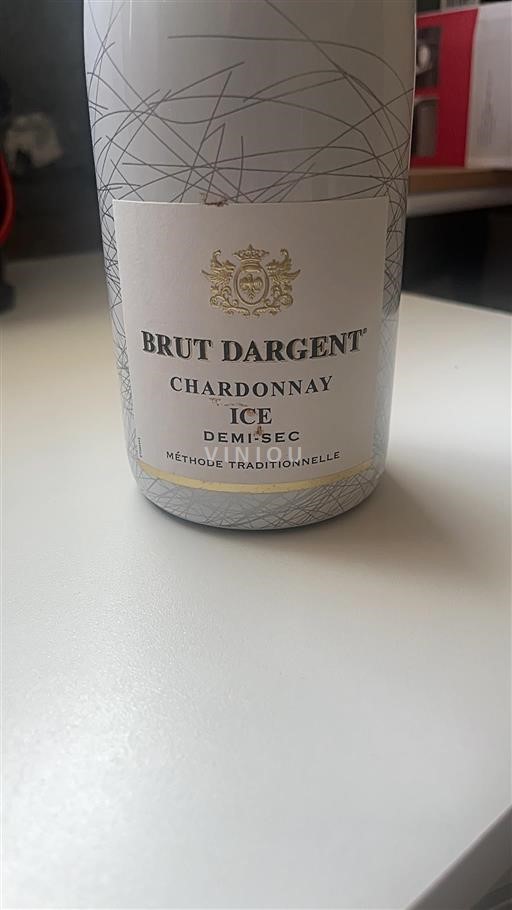 BRUT DARGENT®
CHARDONNAY
ICE
DEMI-SEC
VINIOU
MÉTHODE TRADITIONNELLE